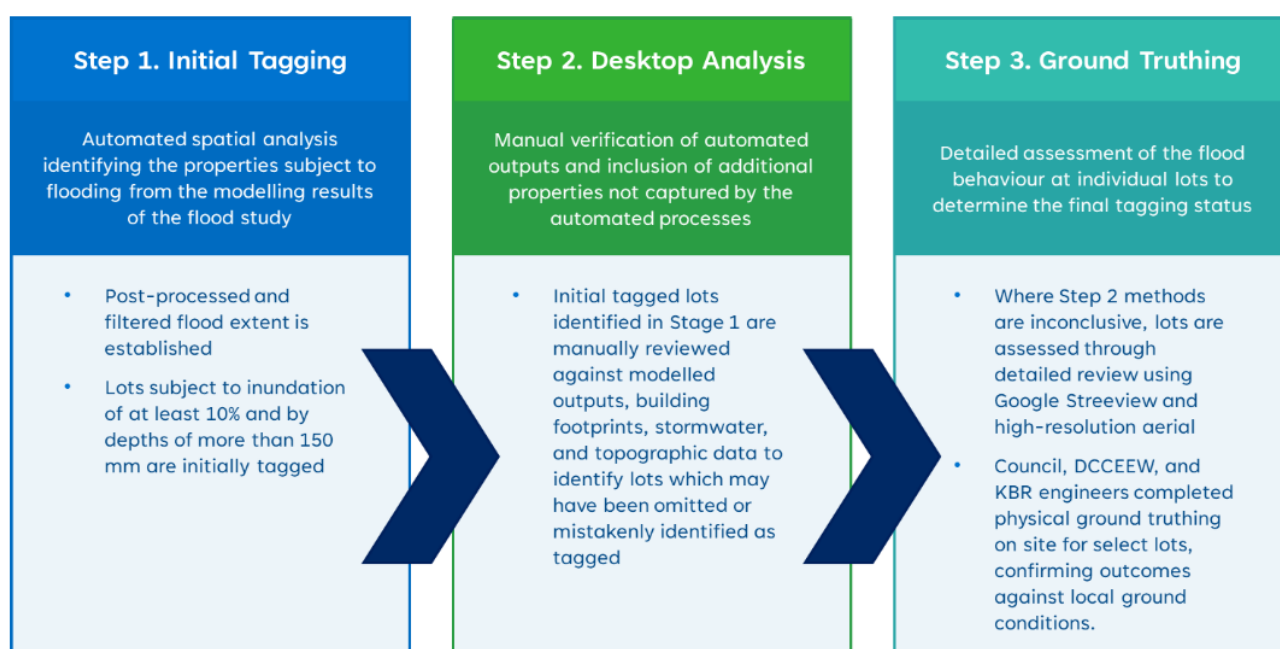 Step 1. Initial Tagging
Automated spatial analysis
identifying the properties subject to
flooding from the modelling results
of the flood study
• Post-processed and
filtered flood extent is
established
• Lots subject to inundation
of at least 10% and by
depths of more than 150
mm are initially tagged
Step 2. Desktop Analysis
Manual verification of automated
outputs and inclusion of additional
properties not captured by the
automated processes
• Initial tagged lots
identified in Stage 1 are
manually reviewed
against modelled
outputs, building
footprints, stormwater,
and topographic data to
identify lots which may
have been omitted or
mistakenly identified as
tagged
Step 3. Ground Truthing
Detailed assessment of the flood
behaviour at individual lots to
determine the final tagging status
• Where Step 2 methods
are inconclusive, lots are
assessed through
detailed review using
Google Streeview and
high-resolution aerial
• Council, DCCEEW, and
KBR engineers completed
physical ground truthing
on site for select lots,
confirming outcomes
against local ground
conditions.